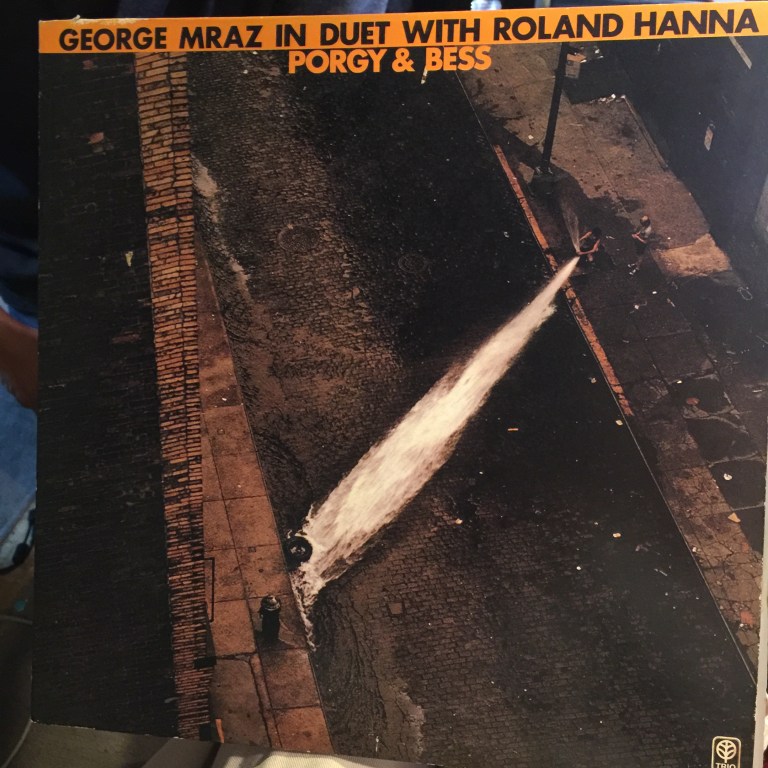 GEORGE MRAZ IN DUET WITH ROLAND HANNA
PORGY & BESS
TRIO